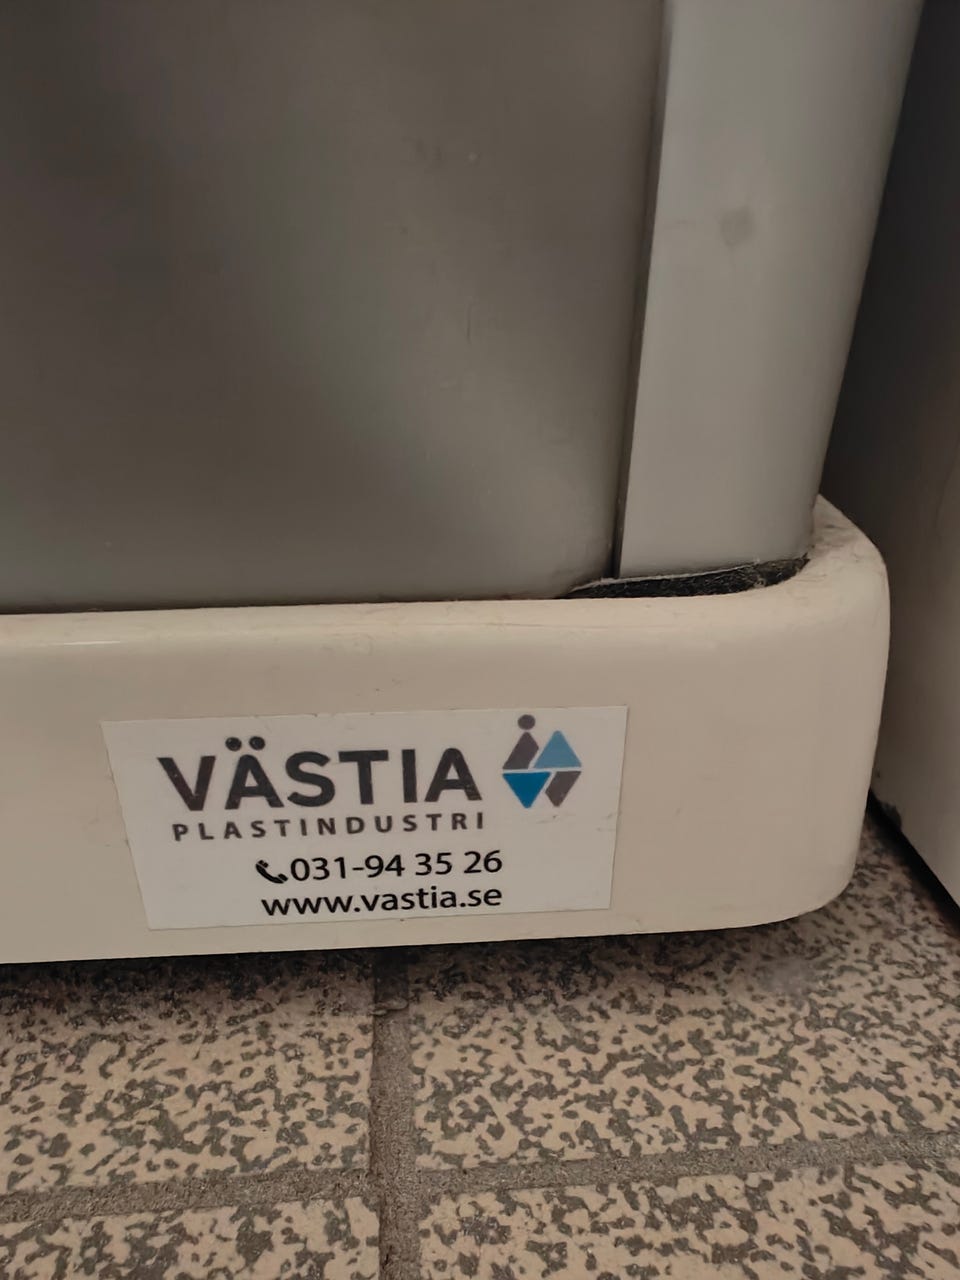 VÄSTIA
PLASTINDUSTRI
031-94 35 26
www.vastia.se